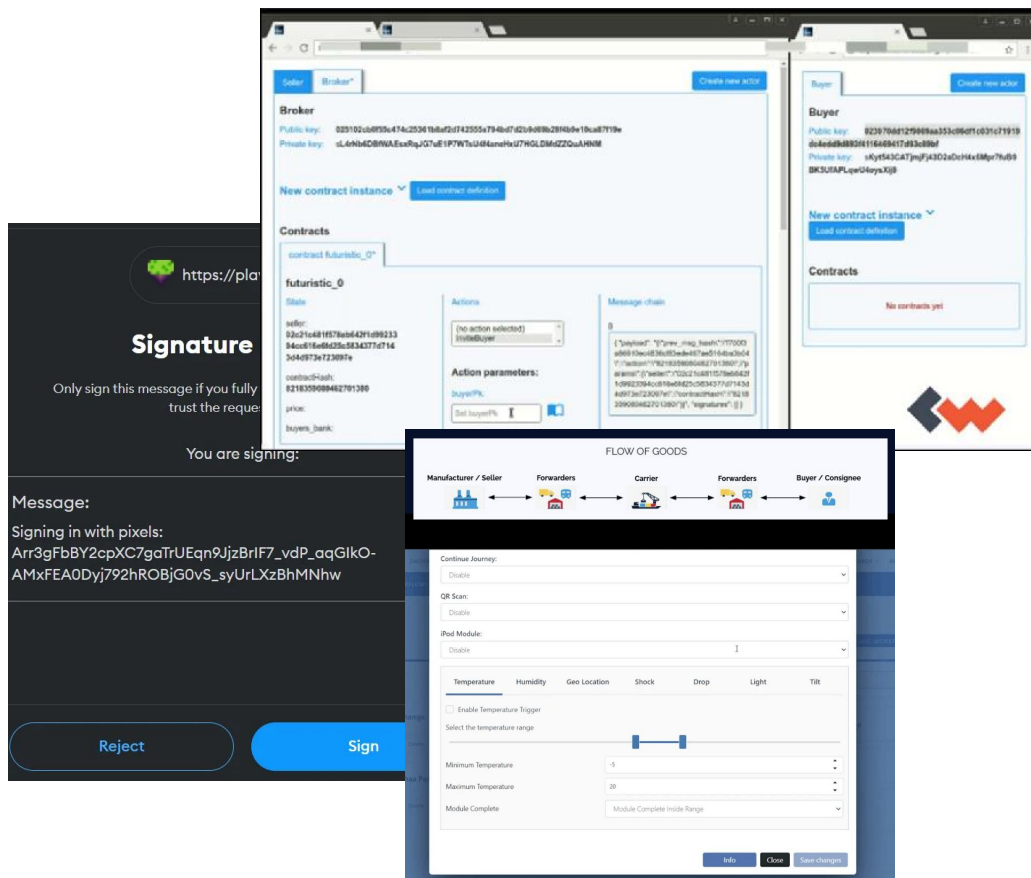 Seller
Broker*
Create new actor
Broker
Public key:
Private key:
New contract instance
Load contract definition
Contracts
contract futuristic_0*
futuristic_0
State
Actions
Message chain
seller:
contractHash:
8218359080462701380
price:
buyers_bank:
(no action selected)
InviteBuyer
Action parameters:
buyerPk:
Set buyerPk
0
Buyer
Create new actor
Buyer
Public key:
Private key:
New contract instance
Load contract definition
Contracts
No contracts yet
https://pla
Signature
Only sign this message if you fully
trust the reque
You are signing:
Message:
Signing in with pixels:
Arr3gFbBY2cpXC7gaTrUEqn9JjzBrIF7_vdP_aqGIkO-
AMxFEA0Dyj792hROBjG0vS_syUrLXzBhMNhw
Reject
Sign
FLOW OF GOODS
Manufacturer / Seller
Forwarders
Carrier
Forwarders
Buyer / Consignee
Continue Journey:
Disable
QR Scan:
Disable
iPod Module:
Disable
Temperature
Humidity
Geo Location
Shock
Drop
Light
Tilt
Enable Temperature Trigger
Select the temperature range
Minimum Temperature
-5
Maximum Temperature
20
Module Complete
Module Complete Inside Range
Info
Close
Save changes